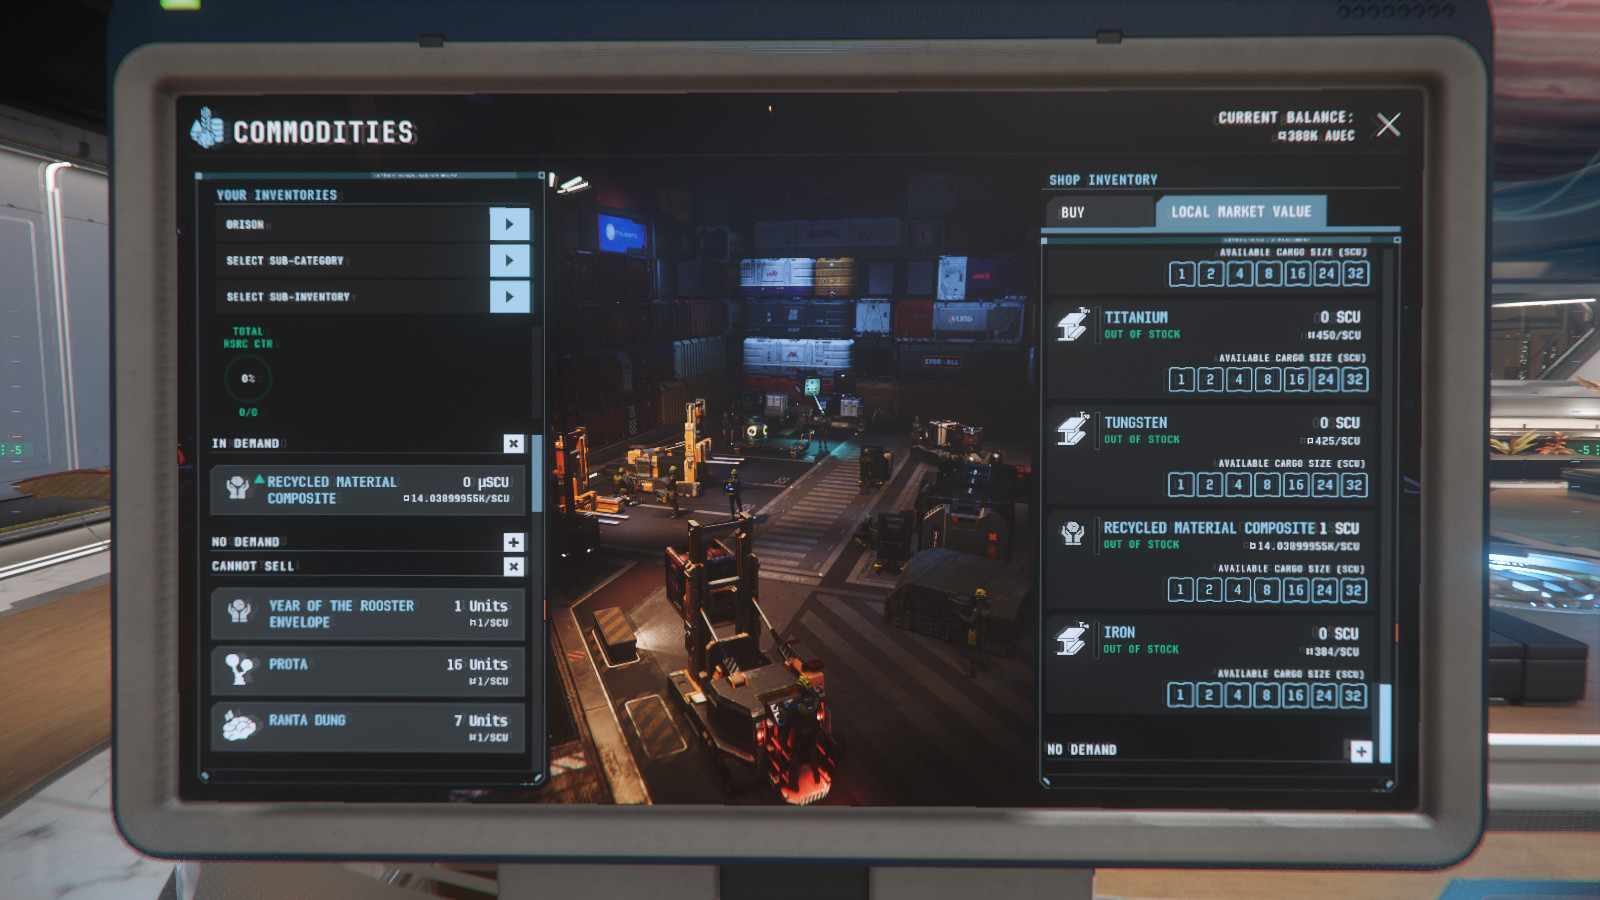 COMMODITIES
CURRENT BALANCE:
¤388K AUEC
YOUR INVENTORIES
ORISON
SELECT SUB-CATEGORY
SELECT SUB-INVENTORY
TOTAL
RSRC CTR
0%
0/0
IN DEMAND
RECYCLED MATERIAL COMPOSITE
0 µSCU
¤14.03899955K/SCU
NO DEMAND
CANNOT SELL
YEAR OF THE ROOSTER ENVELOPE
1 Units
¤1/SCU
PROTA
16 Units
¤1/SCU
RANTA DUNG
7 Units
¤1/SCU
SHOP INVENTORY
BUY
LOCAL MARKET VALUE
AVAILABLE CARGO SIZE (SCU)
1 2 4 8 16 24 32
TITANIUM
0 SCU
OUT OF STOCK
¤450/SCU
AVAILABLE CARGO SIZE (SCU)
1 2 4 8 16 24 32
TUNGSTEN
0 SCU
OUT OF STOCK
¤425/SCU
AVAILABLE CARGO SIZE (SCU)
1 2 4 8 16 24 32
RECYCLED MATERIAL COMPOSITE
1 SCU
OUT OF STOCK
¤14.03899955K/SCU
AVAILABLE CARGO SIZE (SCU)
1 2 4 8 16 24 32
IRON
0 SCU
OUT OF STOCK
¤384/SCU
AVAILABLE CARGO SIZE (SCU)
1 2 4 8 16 24 32
NO DEMAND
-5
-5